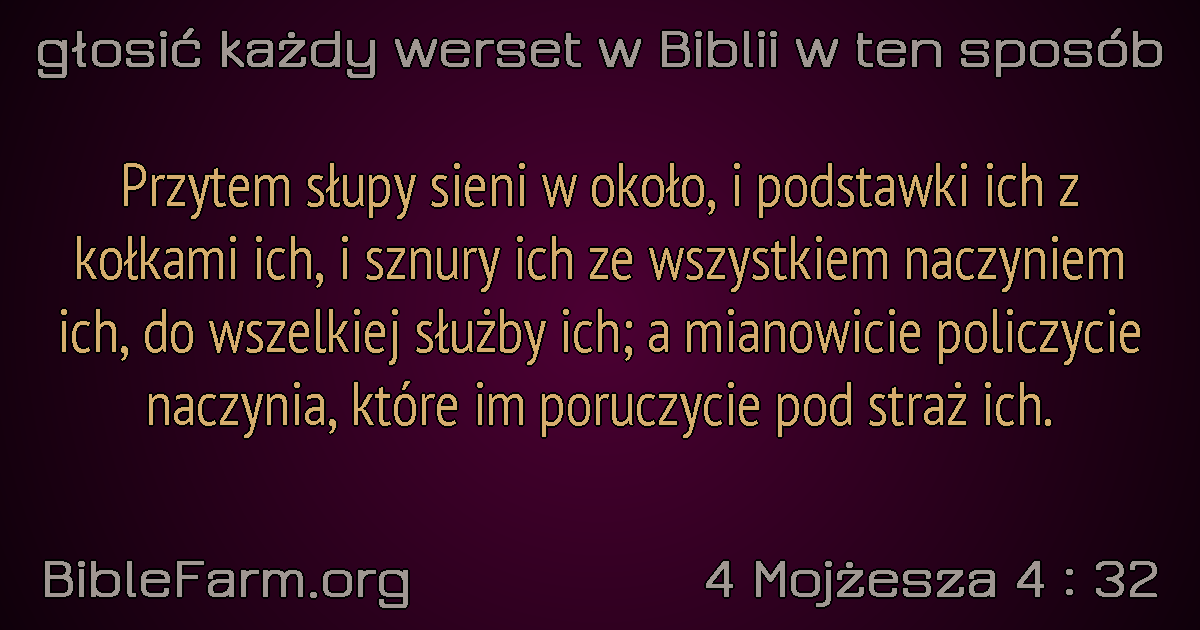 głosić każdy werset w Biblii w ten sposób
Przytem słupy sieni w około, i podstawki ich z
kołkami ich, i sznury ich ze wszystkiem naczyniem
ich, do wszelkiej służby ich; a mianowicie policzycie
naczynia, które im poruczycie pod straż ich.
BibleFarm.org
4 Mojżesza 4 : 32